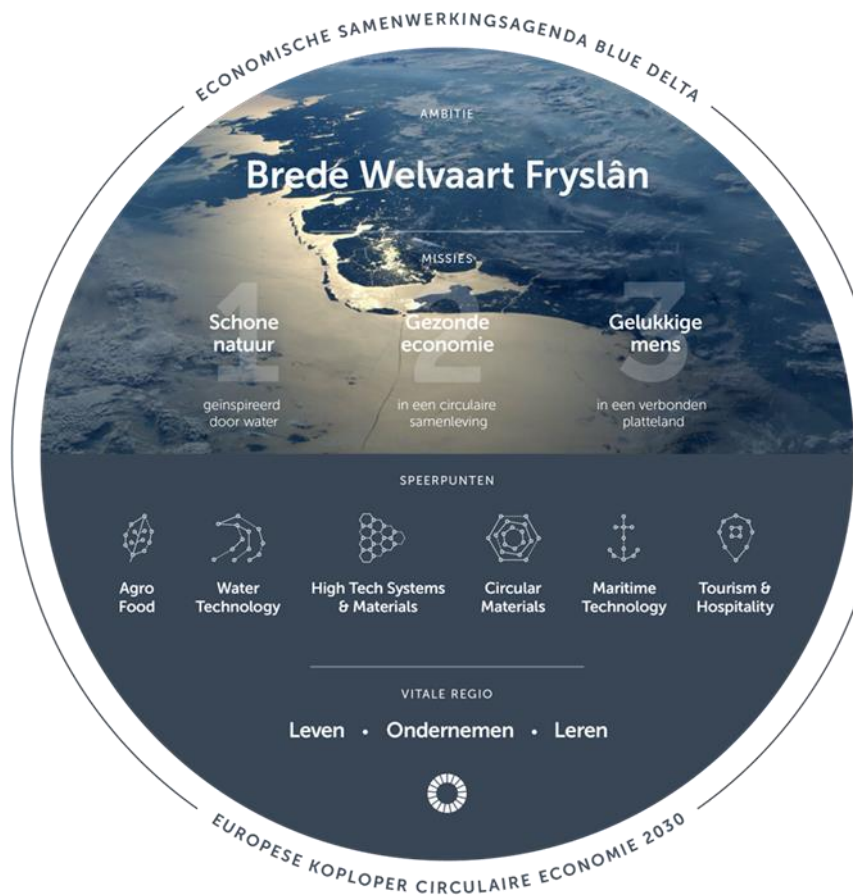 ECONOMISCHE SAMENWERKINGSAGENDA BLUE DELTA
AMBITIE
Brede Welvaart Fryslân
MISSIES
1
Schone
natuur
geïnspireerd
door water
2
Gezonde
economie
in een circulaire
samenleving
3
Gelukkige
mens
in een verbonden
platteland
SPEERPUNTEN
Agro
Food
Water
Technology
High Tech Systems
& Materials
Circular
Materials
Maritime
Technology
Tourism &
Hospitality
VITALE REGIO
Leven • Ondernemen • Leren
EUROPESE KOPLOPER CIRCULAIRE ECONOMIE 2030